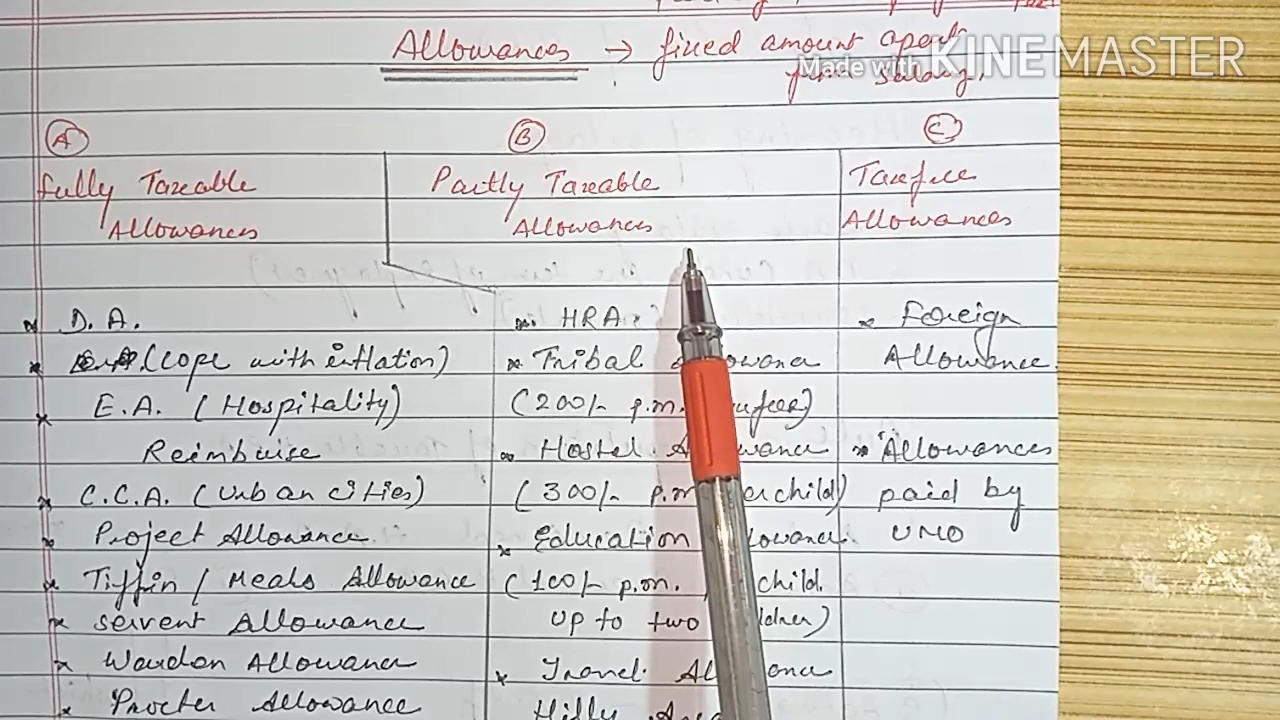 Allowances → fixed amount apart
from salary.
Made with KINEMASTER
A
B
C
Fully Taxable
Allowances
Partly Taxable
Allowances
Taxfree
Allowances
* D.A.
* (cope with inflation)
* E.A. (Hospitality)
Reimburse
* C.C.A. (Urban cities)
* Project Allowance
* Tiffin / Meals Allowance
* Servent Allowance
* Warden Allowance
* Procter Allowance
* HRA
* Tribal
(200/- p.m.
* Hostel
(300/- p.m child)
* Education
(100/- p.m. child.
Up to two
* Travel
Hilly
* Foreign
Allowance.
* Allowances
paid by
UNO